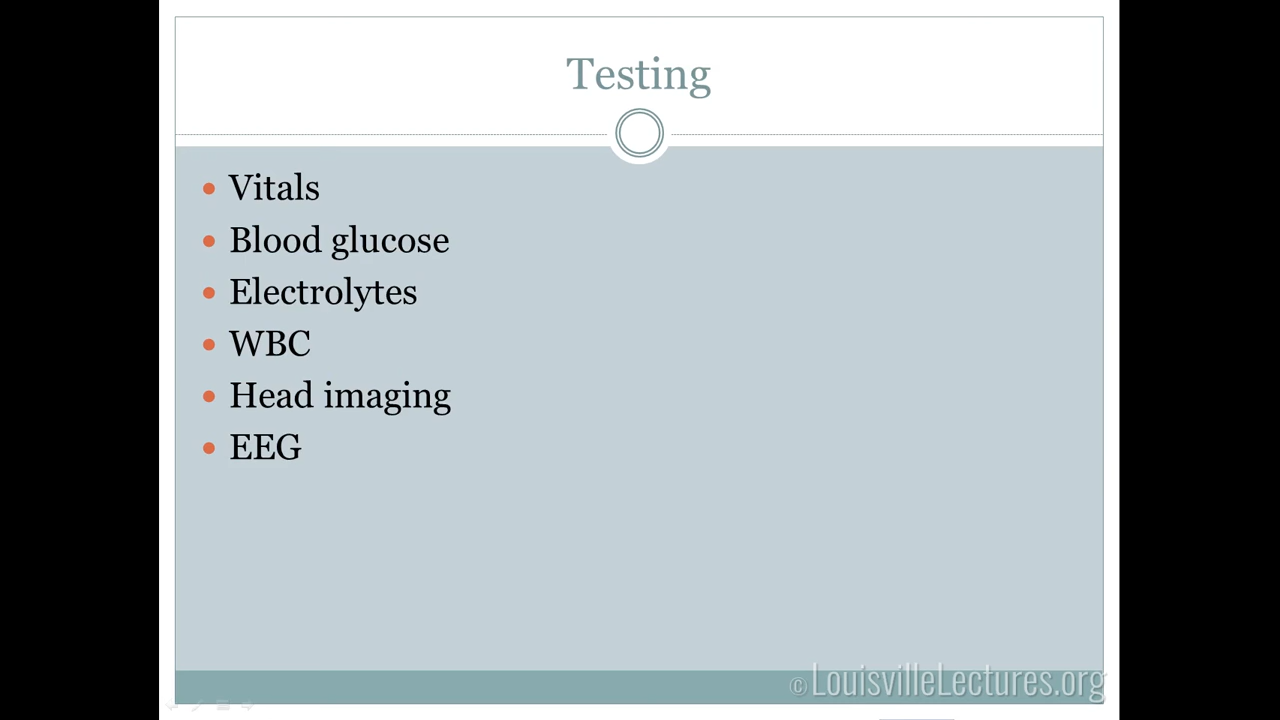 Testing
• Vitals
• Blood glucose
• Electrolytes
• WBC
• Head imaging
• EEG
© LouisvilleLectures.org